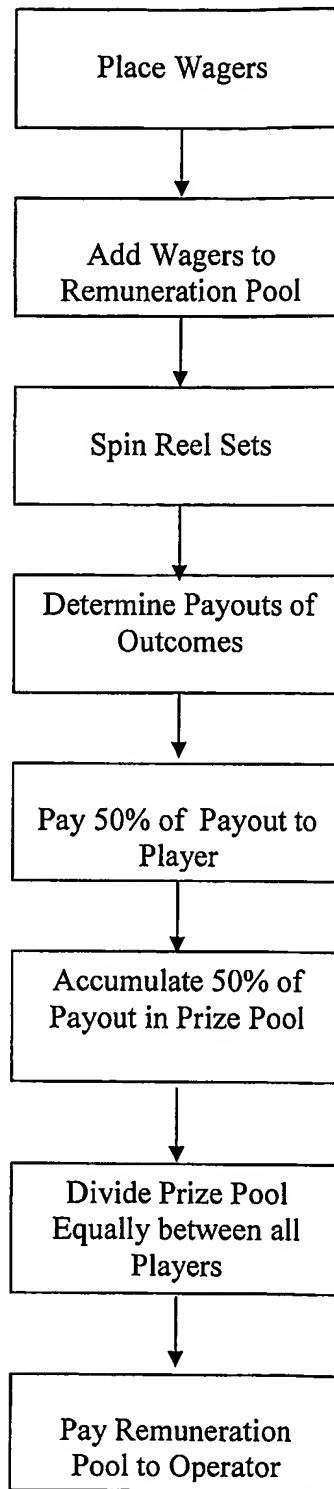 Place Wagers
Add Wagers to
Remuneration Pool
Spin Reel Sets
Determine Payouts of
Outcomes
Pay 50% of Payout to
Player
Accumulate 50% of
Payout in Prize Pool
Divide Prize Pool
Equally between all
Players
Pay Remuneration
Pool to Operator